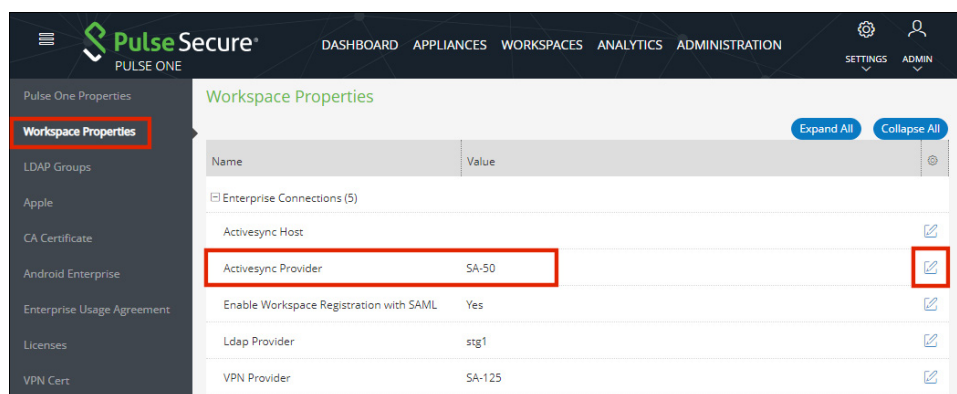 Pulse Secure®
PULSE ONE
DASHBOARD APPLIANCES WORKSPACES ANALYTICS ADMINISTRATION
SETTINGS ADMIN
Pulse One Properties
Workspace Properties
LDAP Groups
Apple
CA Certificate
Android Enterprise
Enterprise Usage Agreement
Licenses
VPN Cert
Workspace Properties
Expand All Collapse All
Name Value
Enterprise Connections (5)
Activesync Host
Activesync Provider SA-50
Enable Workspace Registration with SAML Yes
Ldap Provider stg1
VPN Provider SA-125